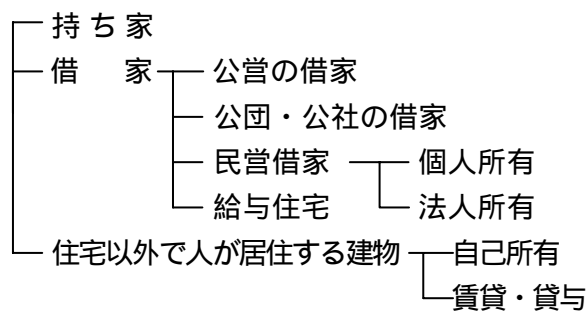 持ち家
借　家　公営の借家
公団・公社の借家
民営借家　個人所有
給与住宅　法人所有
住宅以外で人が居住する建物　自己所有
賃貸・貸与